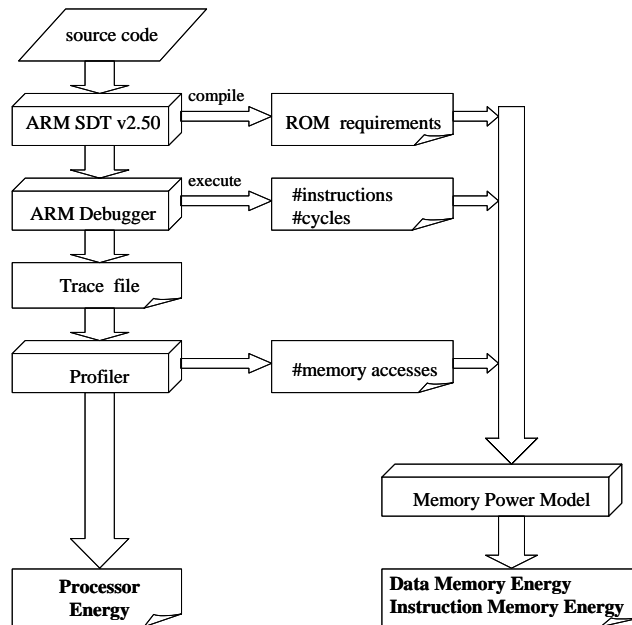 source code
compile
ARM SDT v2.50
ROM requirements
execute
ARM Debugger
#instructions
#cycles
Trace file
Profiler
#memory accesses
Memory Power Model
Processor
Energy
Data Memory Energy
Instruction Memory Energy